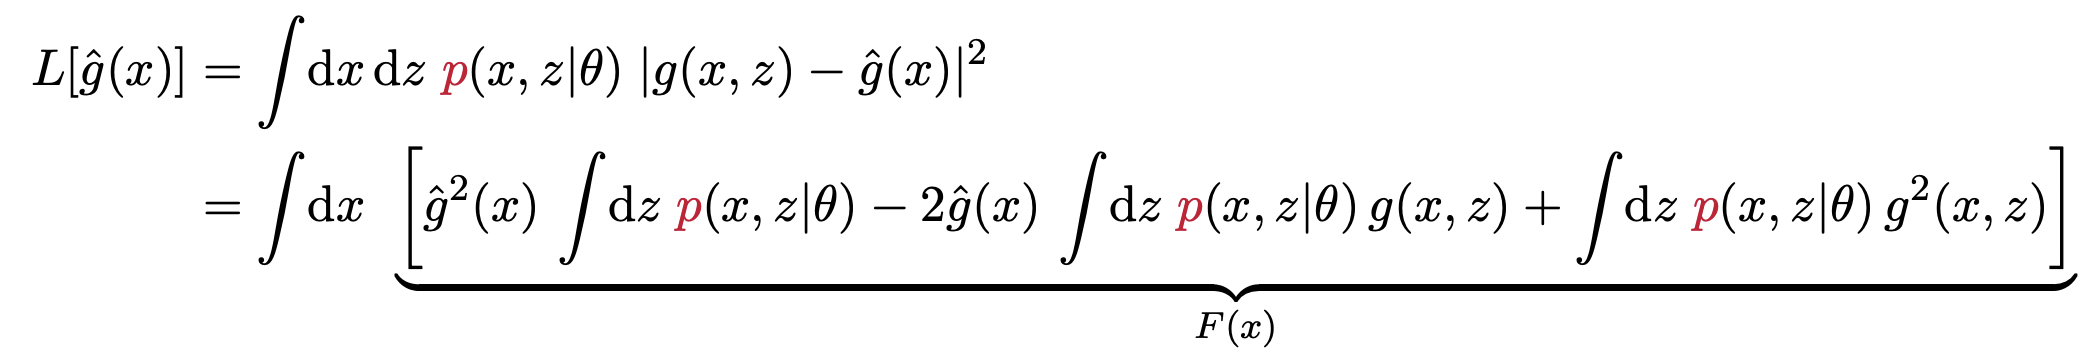 L[ĝ(x)] = ∫dx dz p(x, z|θ) |g(x, z) − ĝ(x)|²
= ∫dx [ĝ²(x) ∫dz p(x, z|θ) − 2ĝ(x) ∫dz p(x, z|θ) g(x, z) + ∫dz p(x, z|θ) g²(x, z)]
F(x)